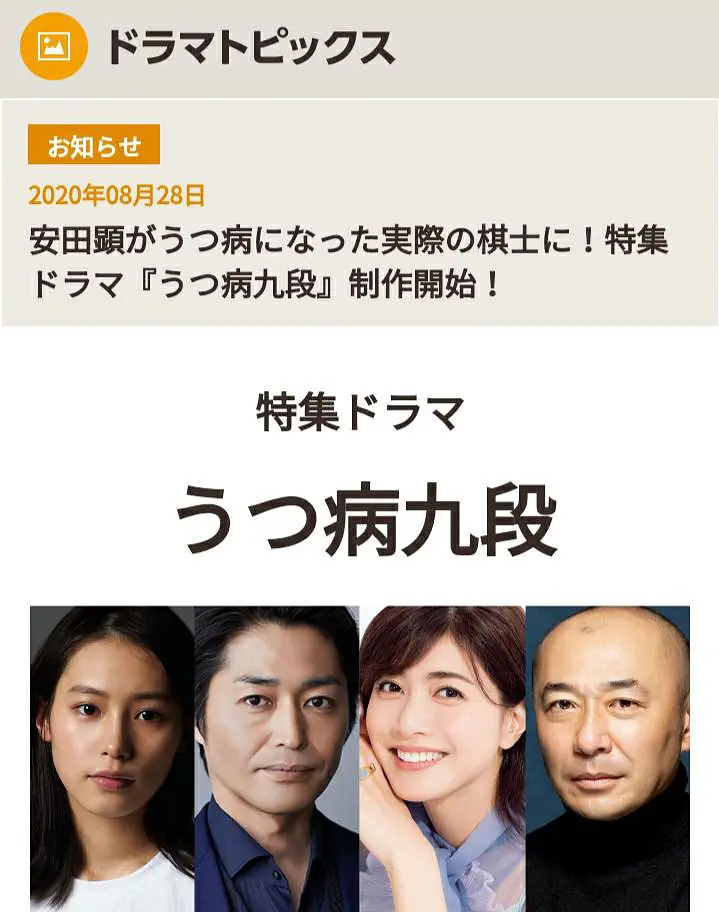 ドラマトピックス
お知らせ
2020年08月28日
安田顕がうつ病になった実際の棋士に！特集
ドラマ『うつ病九段』制作開始！
特集ドラマ
うつ病九段